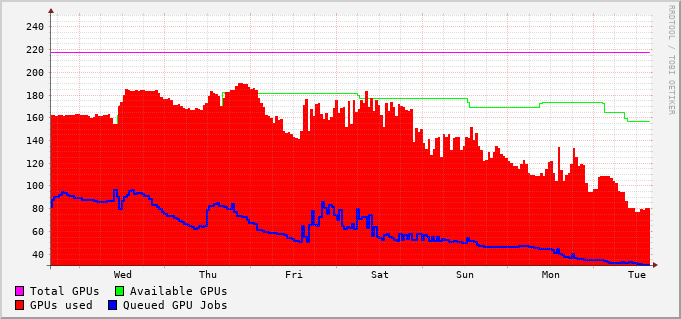 240
220
200
180
160
140
120
100
80
60
40
Wed Thu Fri Sat Sun Mon Tue
Total GPUs Available GPUs
GPUs used Queued GPU Jobs
RRDTOOL / TOBI OETIKER